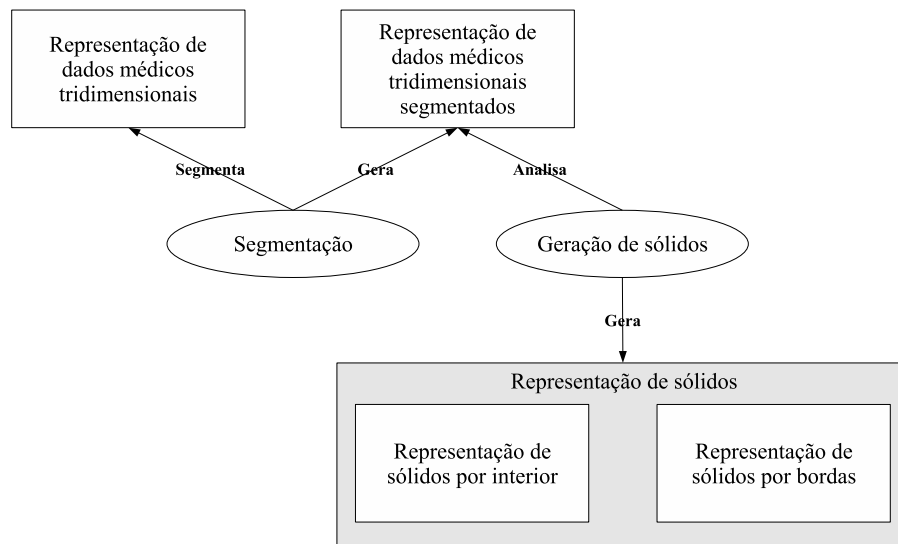 Representação de
dados médicos
tridimensionais
Representação de
dados médicos
tridimensionais
segmentados
Segmenta
Gera
Analisa
Segmentação
Geração de sólidos
Gera
Representação de sólidos
Representação de
sólidos por interior
Representação de
sólidos por bordas